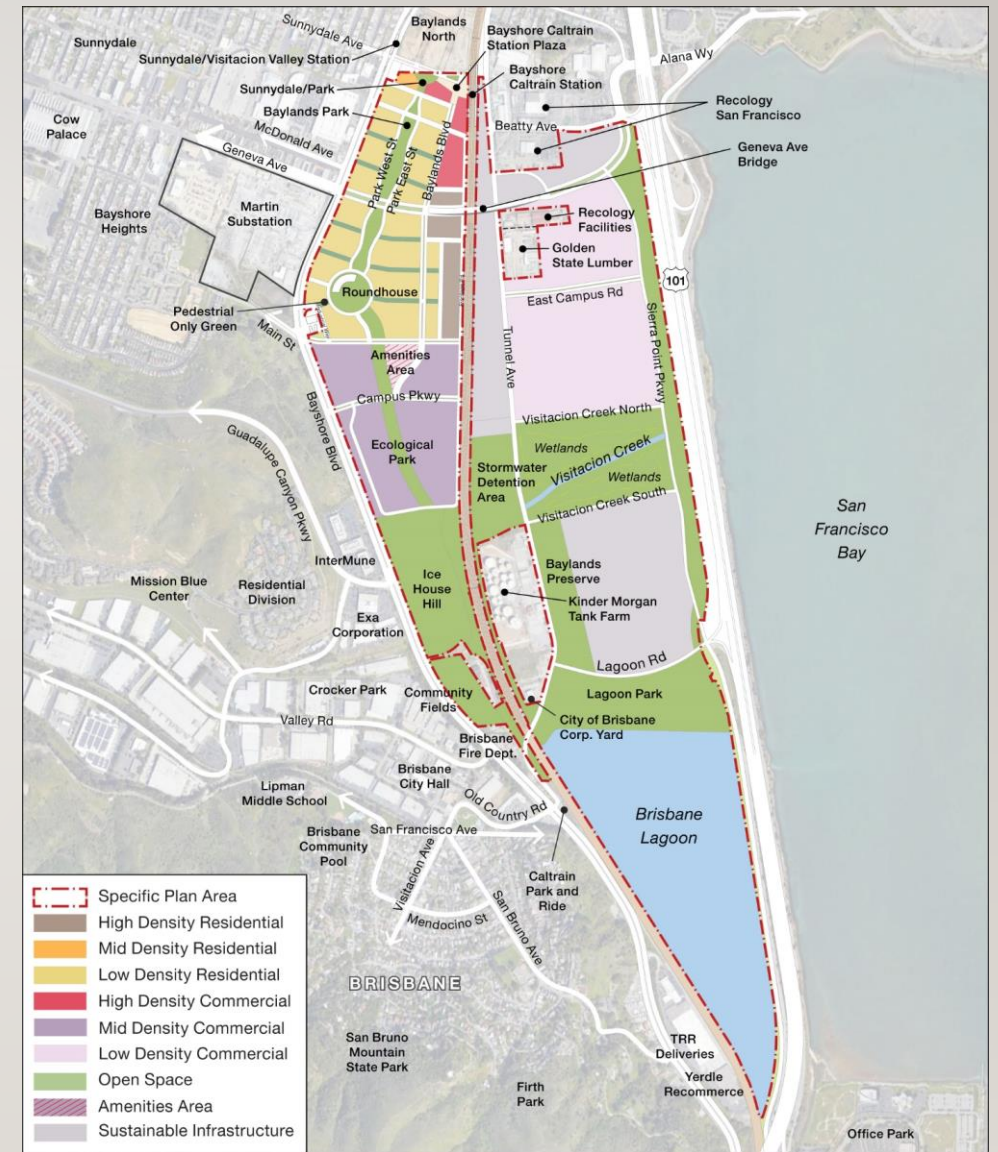 Sunnydale Ave
Baylands
North
Bayshore Caltrain
Station Plaza
Sunnydale
Sunnydale/Visitacion Valley Station
Alana Wy
Bayshore
Caltrain Station
Sunnydale/Park
Recology
San Francisco
Baylands Park
Cow
Palace
McDonald Ave
Beatty Ave
Geneva Ave
Geneva Ave
Bridge
Park West St
Park East St
Baylands Blvd
Martin
Substation
Bayshore
Heights
Recology
Facilities
Golden
State Lumber
101
Roundhouse
East Campus Rd
Pedestrial
Only Green
Main St
Tunnel Ave
Sierra Point Pkwy
Amenities
Area
Campus Pkwy
Bayshore Blvd
Visitacion Creek North
Guadalupe Canyon Pkwy
Ecological
Park
Wetlands
Visitacion Creek
Stormwater
Detention
Area
Wetlands
Visitacion Creek South
San
Francisco
Bay
InterMune
Ice
House
Hill
Baylands
Preserve
Mission Blue
Center
Residential
Division
Kinder Morgan
Tank Farm
Exa
Corporation
Lagoon Rd
Crocker Park
Community
Fields
Lagoon Park
Valley Rd
City of Brisbane
Corp. Yard
Brisbane
Fire Dept.
Brisbane
City Hall
Lipman
Middle School
Old Country Rd
Brisbane
Lagoon
Brisbane
Community
Pool
San Francisco Ave
Visitacion Ave
Caltrain
Park and
Ride
Mendocino St
San Bruno Ave
BRISBANE
San Bruno
Mountain
State Park
TRR
Deliveries
Yerdle
Recommerce
Firth
Park
Office Park
Specific Plan Area
High Density Residential
Mid Density Residential
Low Density Residential
High Density Commercial
Mid Density Commercial
Low Density Commercial
Open Space
Amenities Area
Sustainable Infrastructure